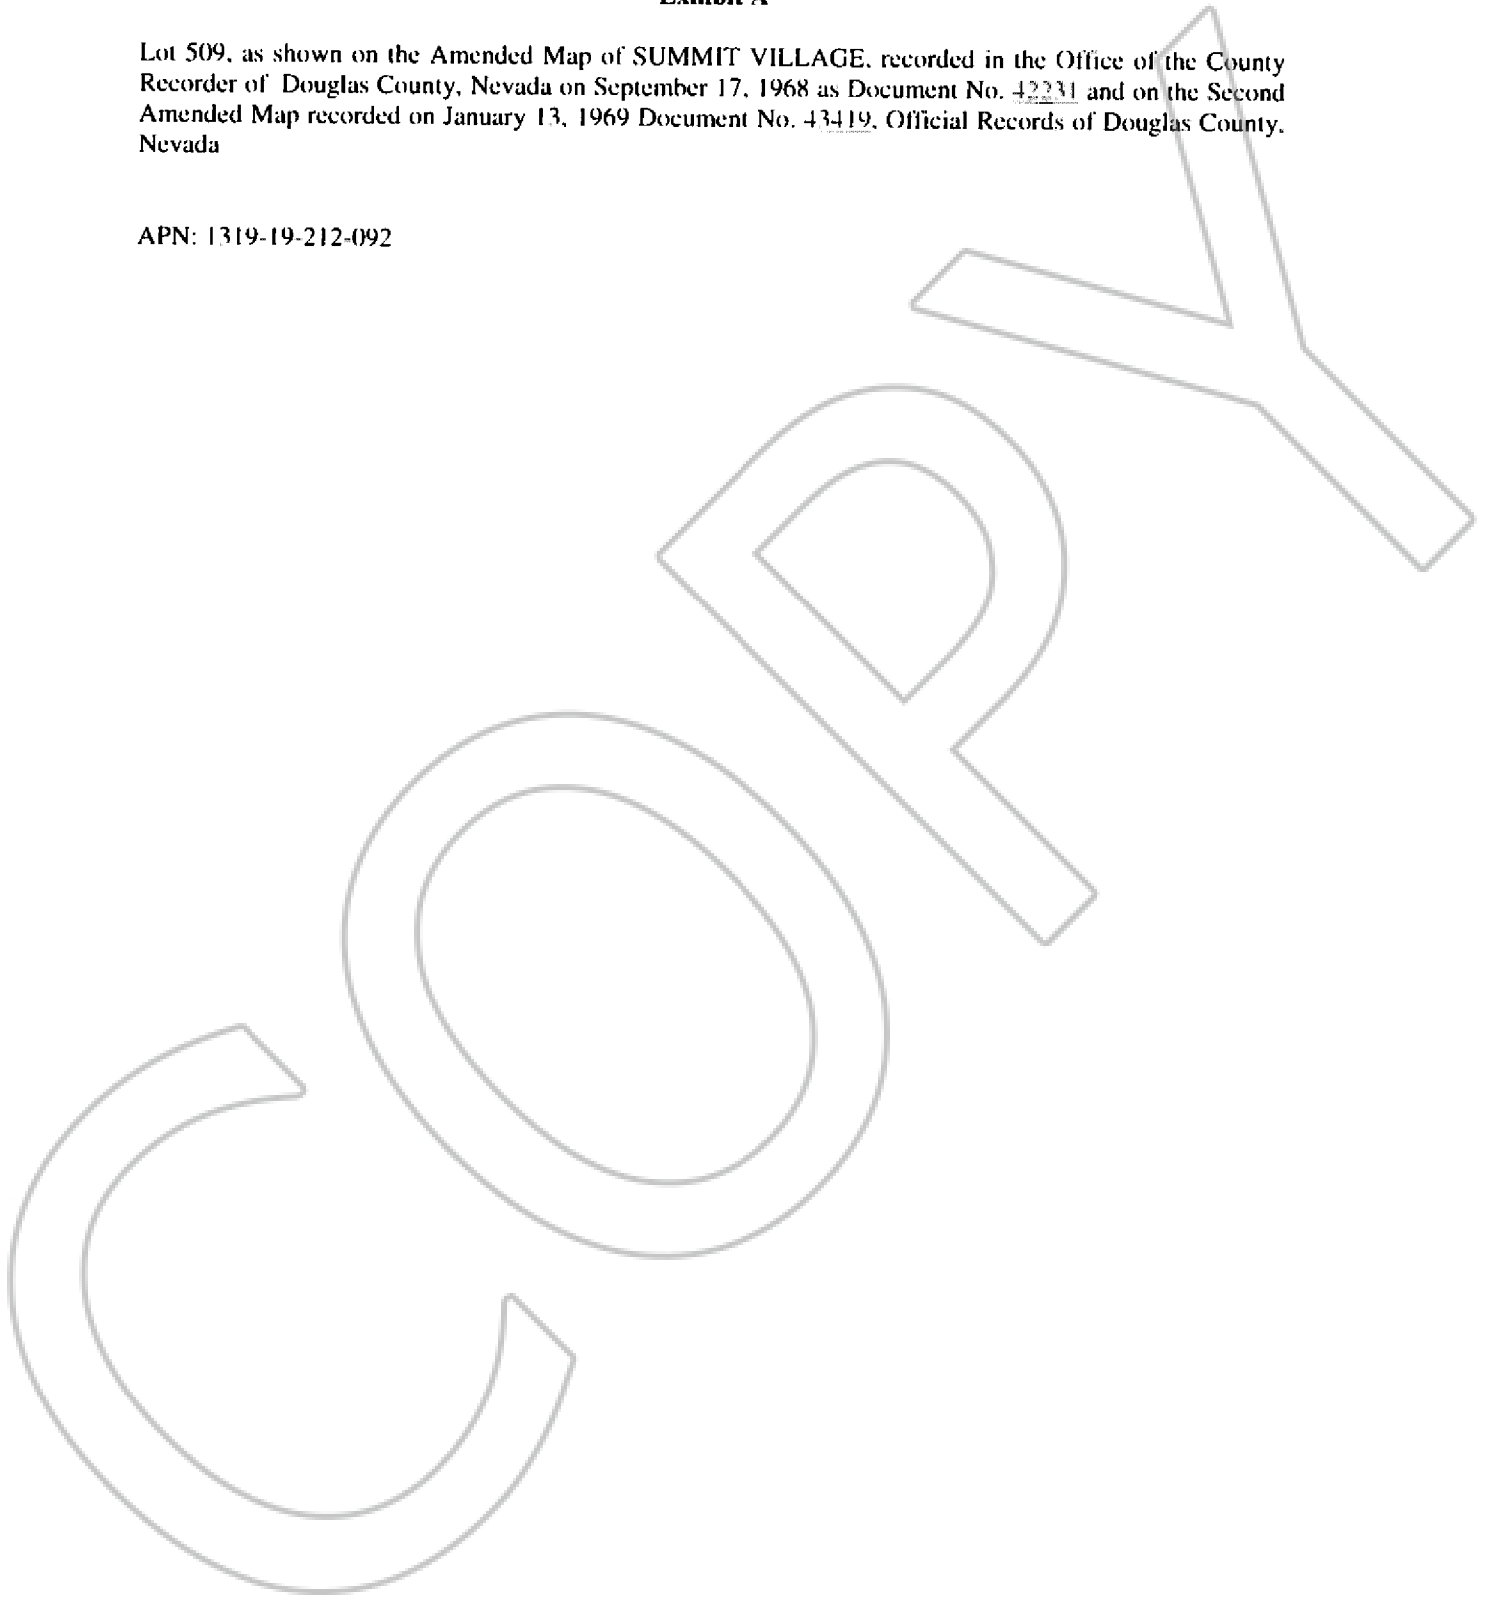 Exhibit A
Lot 509, as shown on the Amended Map of SUMMIT VILLAGE, recorded in the Office of the County
Recorder of Douglas County, Nevada on September 17, 1968 as Document No. 42231 and on the Second
Amended Map recorded on January 13, 1969 Document No. 43419, Official Records of Douglas County,
Nevada
APN: 1319-19-212-092
COPY